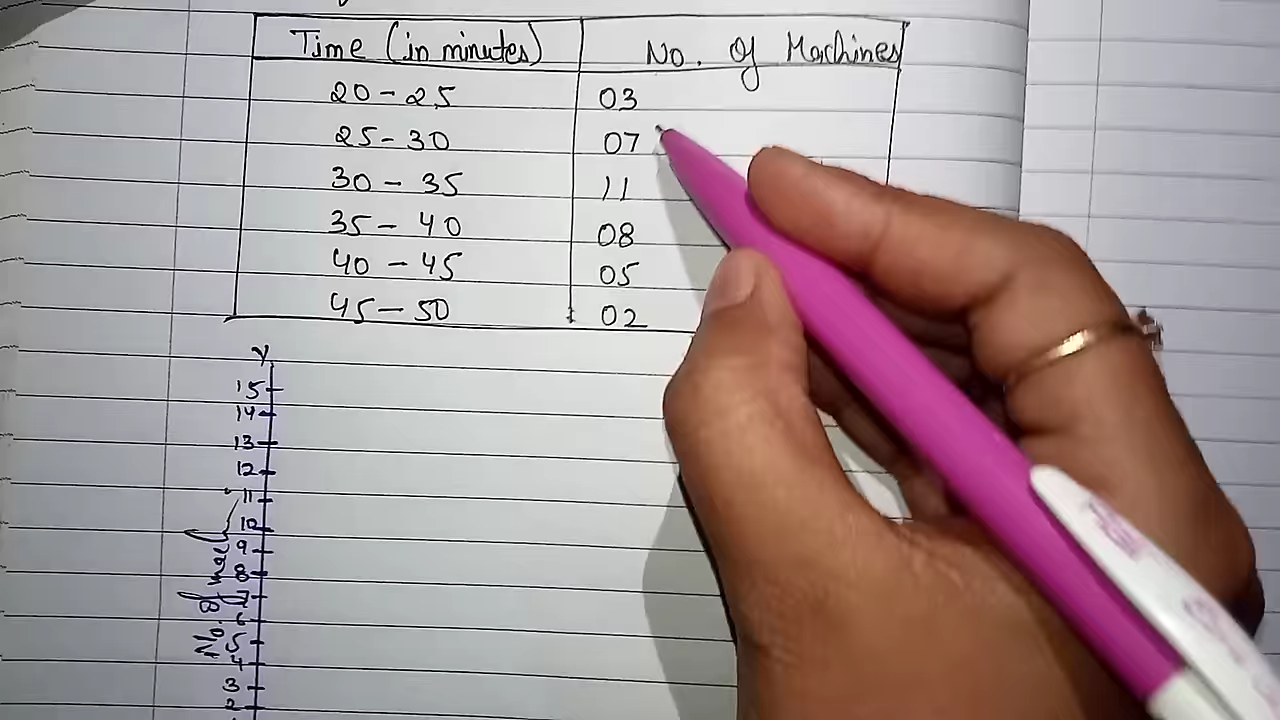 Time (in minutes) No. Of Machines
20 - 25 03
25 - 30 07
30 - 35 11
35 - 40 08
40 - 45 05
45 - 50 02
Y
15
14
13
12
11
10
9
8
7
6
5
4
3
2
No. of mach